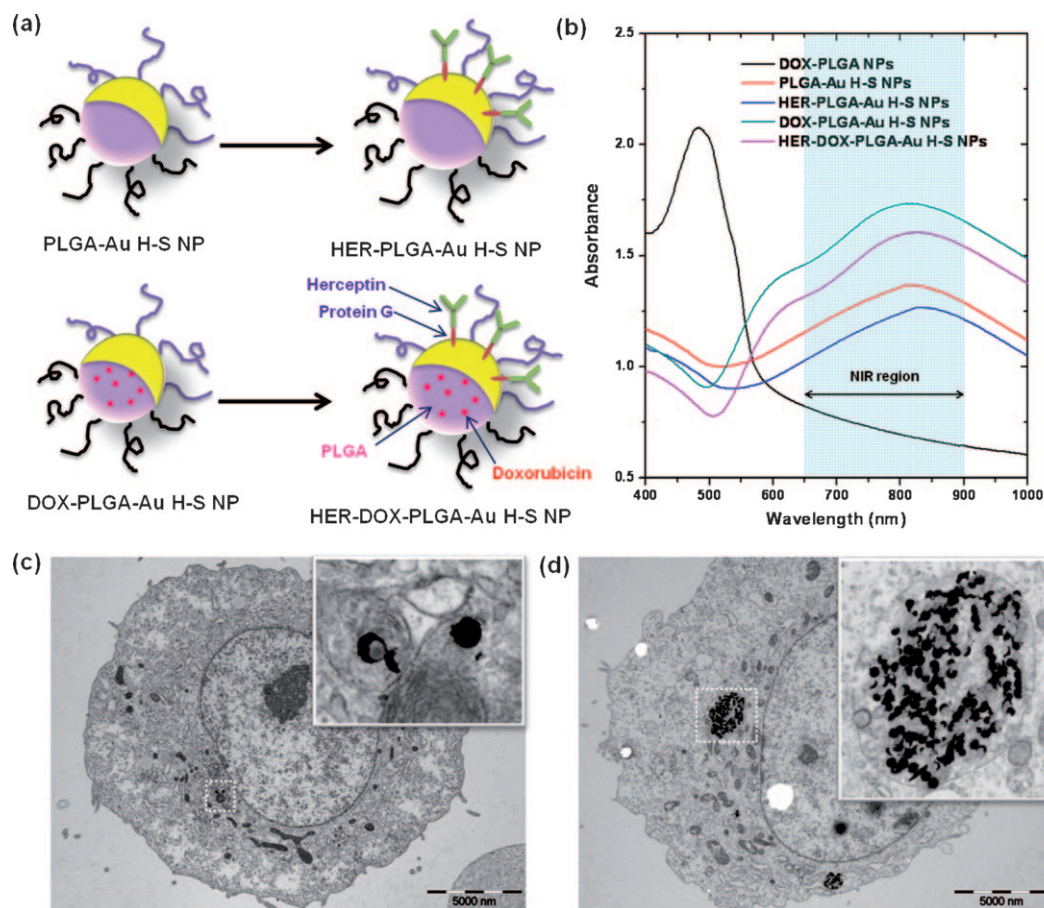 (a)
PLGA-Au H-S NP
HER-PLGA-Au H-S NP
Herceptin
Protein G
PLGA
Doxorubicin
DOX-PLGA-Au H-S NP
HER-DOX-PLGA-Au H-S NP
(b)
DOX-PLGA NPs
PLGA-Au H-S NPs
HER-PLGA-Au H-S NPs
DOX-PLGA-Au H-S NPs
HER-DOX-PLGA-Au H-S NPs
NIR region
Absorbance
2.5
2.0
1.5
1.0
0.5
400 500 600 700 800 900 1000
Wavelength (nm)
(c)
5000 nm
(d)
5000 nm